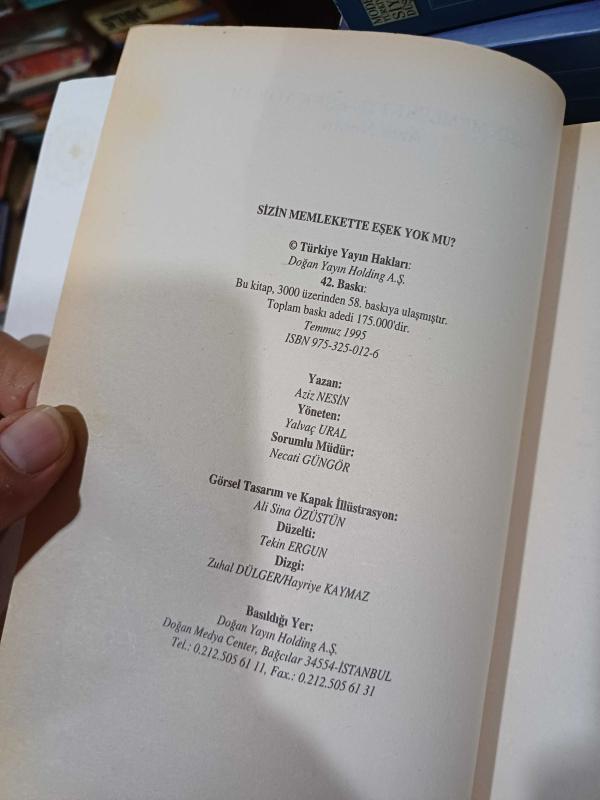 SİZİN MEMLEKETTE EŞEK YOK MU?
© Türkiye Yayın Hakları:
Doğan Yayın Holding A.Ş.
42. Baskı:
Bu kitap, 3000 üzerinden 58. baskıya ulaşmıştır.
Toplam baskı adedi 175.000'dir.
Temmuz 1995
ISBN 975-325-012-6
Yazan:
Aziz NESİN
Yöneten:
Yalvaç URAL
Sorumlu Müdür:
Necati GÜNGÖR
Görsel Tasarım ve Kapak İllüstrasyon:
Ali Sina ÖZÜSTÜN
Düzelti:
Tekin ERGUN
Dizgi:
Zuhal DÜLGER/Hayriye KAYMAZ
Basıldığı Yer:
Doğan Yayın Holding A.Ş.
Doğan Medya Center, Bağcılar 34554-İSTANBUL
Tel.: 0.212.505 61 11, Fax.: 0.212.505 61 31